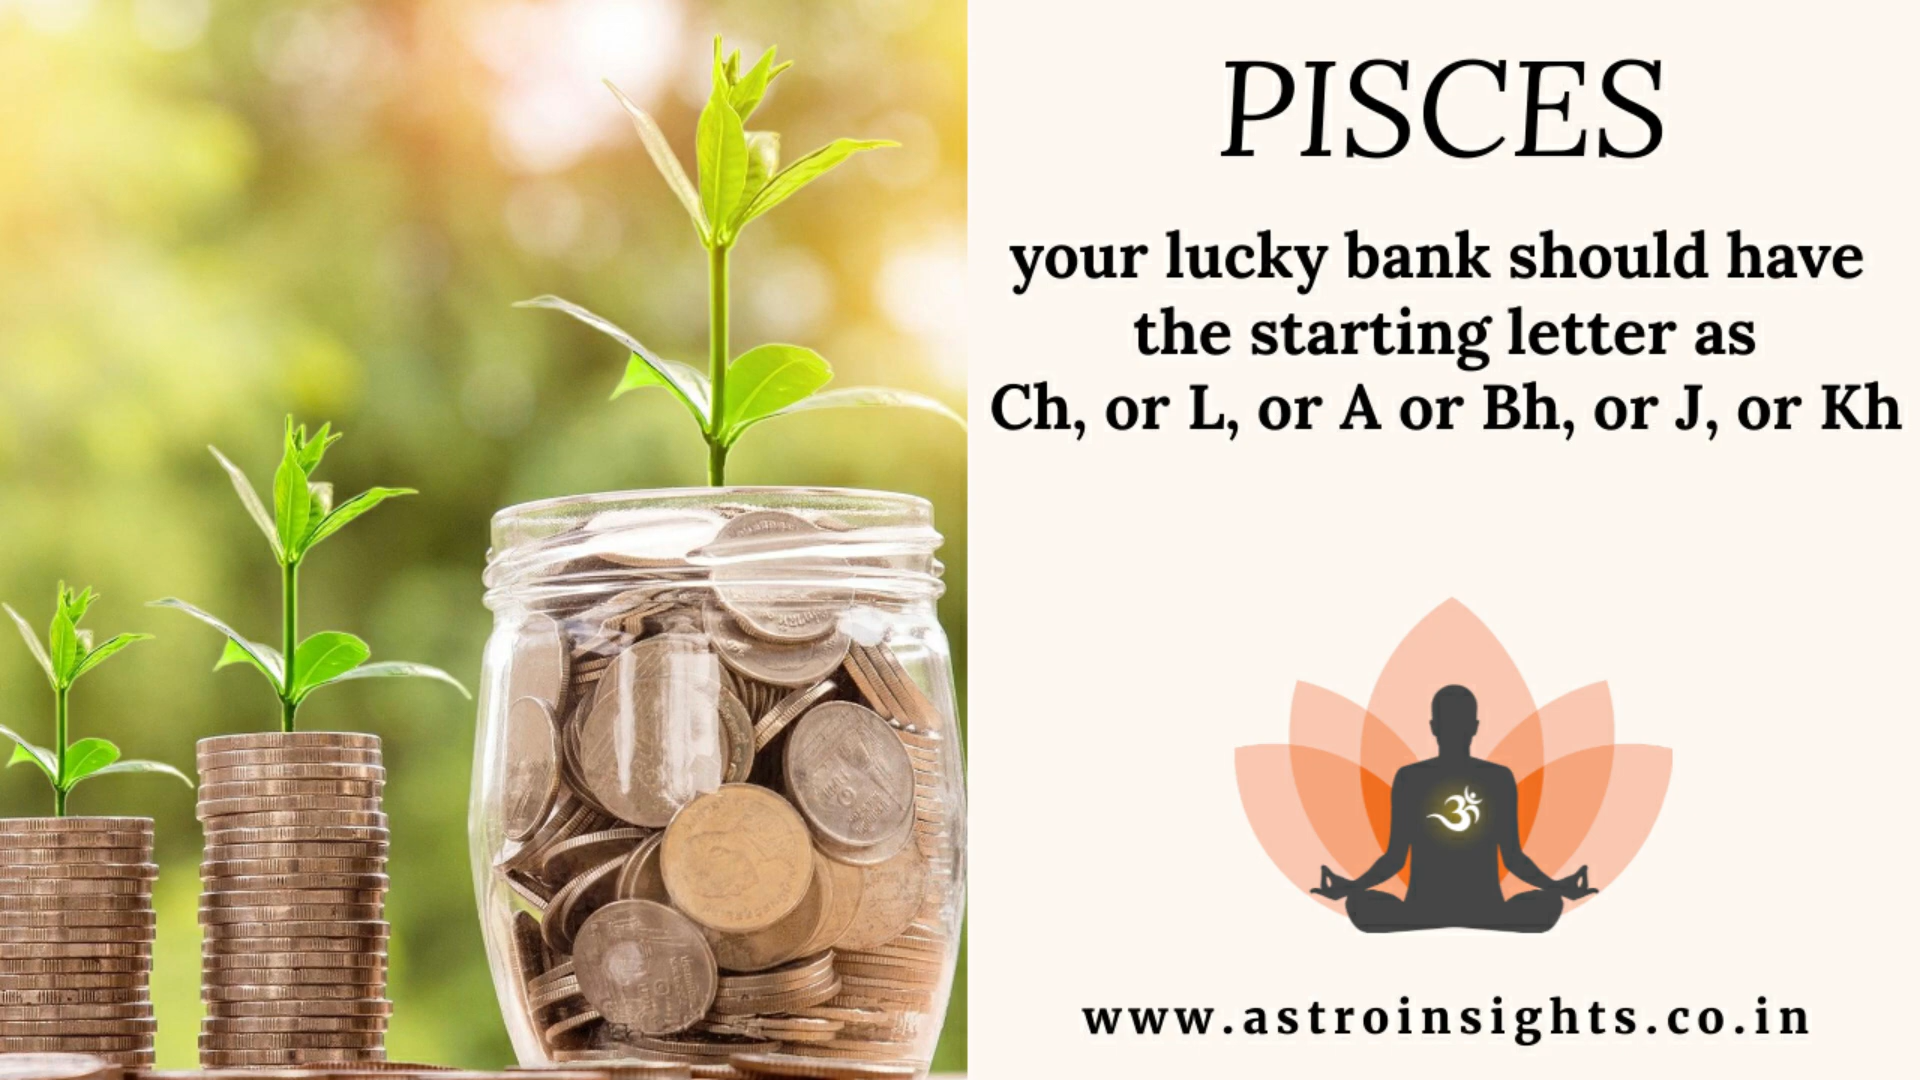 PISCES
your lucky bank should have
the starting letter as
Ch, or L, or A or Bh, or J, or Kh
ॐ
www.astroinsights.co.in